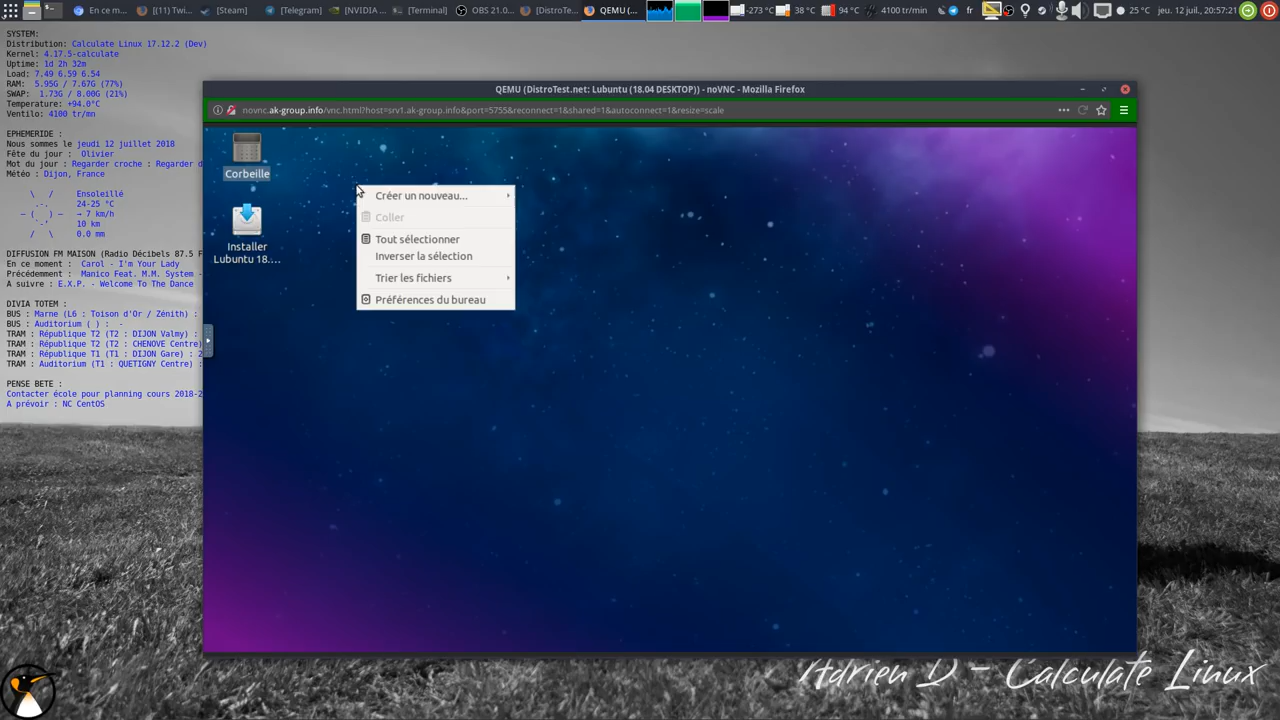 En ce m...
[(11) Twi...
[Steam]
[Telegram]
[NVIDIA ...
[Terminal]
OBS 21.0...
[DistroTe...
QEMU (...
-273 °C
38 °C
94 °C
4100 tr/mn
fr
25 °C
jeu. 12 juil., 20:57:21
SYSTEM:
Distribution: Calculate Linux 17.12.2 (Dev)
Kernel: 4.17.5-calculate
Uptime: 1d 2h 32m
Load: 7.49 6.59 6.54
RAM: 5.95G / 7.67G (77%)
SWAP: 1.73G / 8.00G (21%)
Temperature: +94.0°C
Ventilo: 4100 tr/mn
EPHEMERIDE :
Nous sommes le jeudi 12 juillet 2018
Fête du jour : Olivier
Mot du jour : Regarder croche : Regarder d
Météo : Dijon, France
\ / Ensoleillé
.-. 24-25 °C
― ( ) ― → 7 km/h
`-' 10 km
/ \ 0.0 mm
DIFFUSION FM MAISON (Radio Décibels 87.5 F
En ce moment : Carol - I'm Your Lady
Précédemment : Manico Feat. M.M. System -
A suivre : E.X.P. - Welcome To The Dance
DIVIA TOTEM :
BUS : Marne (L6 : Toison d'Or / Zénith) :
BUS : Auditorium ( ) : -
TRAM : République T2 (T2 : DIJON Valmy) :
TRAM : République T2 (T2 : CHENOVE Centre)
TRAM : République T1 (T1 : DIJON Gare) : 2
TRAM : Auditorium (T1 : QUETIGNY Centre) :
PENSE BETE :
Contacter école pour planning cours 2018-2
A prévoir : NC CentOS
QEMU (DistroTest.net: Lubuntu (18.04 DESKTOP)) - noVNC - Mozilla Firefox
novnc.ak-group.info/vnc.html?host=srv1.ak-group.info&port=5755&reconnect=1&shared=1&autoconnect=1&resize=scale
Corbeille
Installer
Lubuntu 18....
Créer un nouveau...
Coller
Tout sélectionner
Inverser la sélection
Trier les fichiers
Préférences du bureau
Adrien D - Calculate Linux